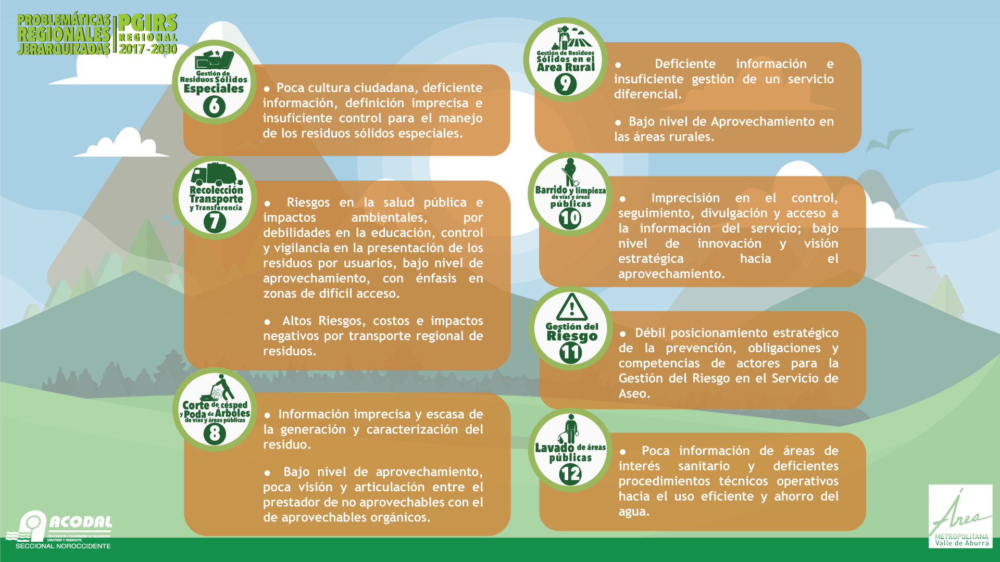 PROBLEMÁTICAS
REGIONALES
JERARQUIZADAS
PGIRS
REGIONAL
2017-2030
Gestión de
Residuos Sólidos
Especiales
6
● Poca cultura ciudadana, deficiente
información, definición imprecisa e
insuficiente control para el manejo
de los residuos sólidos especiales.
Recolección
Transporte
y Transferencia
7
● Riesgos en la salud pública e
impactos ambientales, por
debilidades en la educación, control
y vigilancia en la presentación de los
residuos por usuarios, bajo nivel de
aprovechamiento, con énfasis en
zonas de difícil acceso.
● Altos Riesgos, costos e impactos
negativos por transporte regional de
residuos.
Corte de césped
y Poda de Árboles
de vías y áreas públicas
8
● Información imprecisa y escasa de
la generación y caracterización del
residuo.
● Bajo nivel de aprovechamiento,
poca visión y articulación entre el
prestador de no aprovechables con el
de aprovechables orgánicos.
Gestión de Residuos
Sólidos en el
Area Rural
9
● Deficiente información e
insuficiente gestión de un servicio
diferencial.
● Bajo nivel de Aprovechamiento en
las áreas rurales.
Barrido y limpieza
de vías y áreas
públicas
10
● Imprecisión en el control,
seguimiento, divulgación y acceso a
la información del servicio; bajo
nivel de innovación y visión
estratégica hacia el
aprovechamiento.
Gestión del
Riesgo
11
● Débil posicionamiento estratégico
de la prevención, obligaciones y
competencias de actores para la
Gestión del Riesgo en el Servicio de
Aseo.
Lavado de áreas
públicas
12
● Poca información de áreas de
interés sanitario y deficientes
procedimientos técnicos operativos
hacia el uso eficiente y ahorro del
agua.
ACODAL
ASOCIACION COLOMBIANA DE INGENIERIA
SANITARIA Y AMBIENTAL
SECCIONAL NOROCCIDENTE
Área
METROPOLITANA
Valle de Aburrá